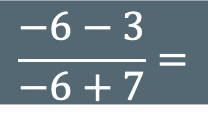 −6 − 3
−6 + 7 =